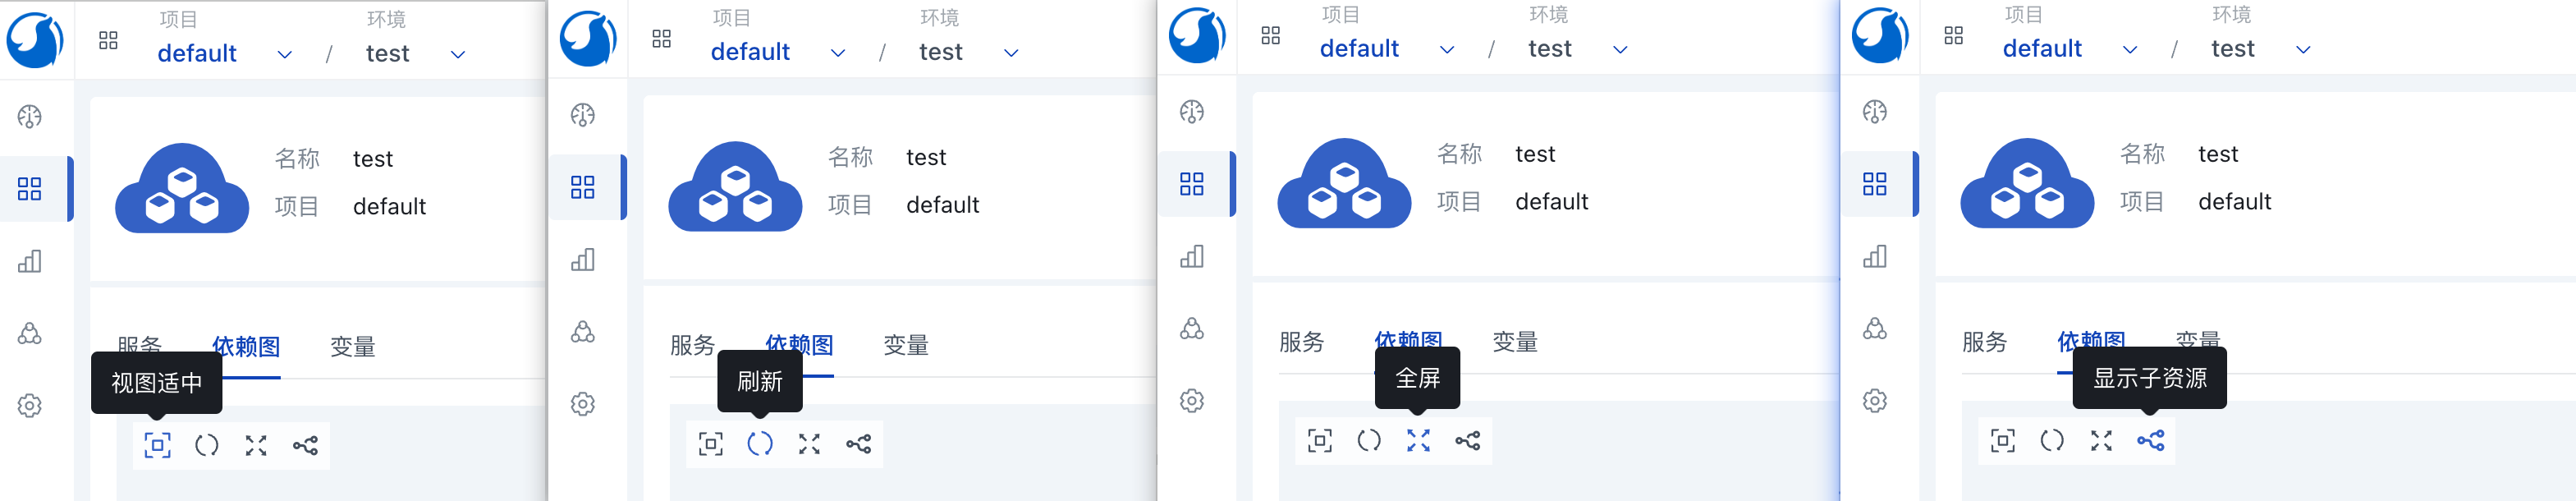 项目 环境
default / test
名称 test
项目 default
服务 依赖图 变量
视图适中
项目 环境
default / test
名称 test
项目 default
服务 依赖图 变量
刷新
项目 环境
default / test
名称 test
项目 default
服务 依赖图 变量
全屏
项目 环境
default / test
名称 test
项目 default
服务 依赖图 变量
显示子资源